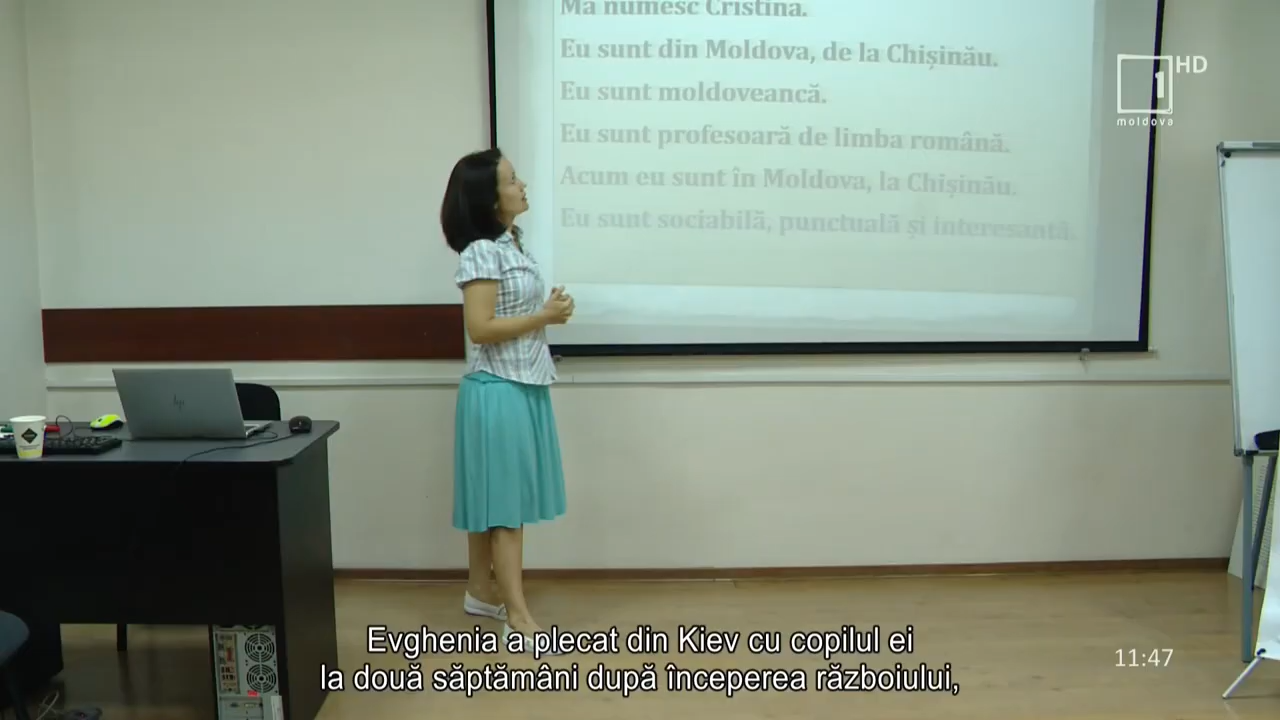 Mă numesc Cristina.
Eu sunt din Moldova, de la Chișinău.
Eu sunt moldoveancă.
Eu sunt profesoară de limba română.
Acum eu sunt în Moldova, la Chișinău.
Eu sunt sociabilă, punctuală și interesantă.
1 HD
moldova
hp
Evghenia a plecat din Kiev cu copilul ei
la două săptămâni după începerea războiului,
11:47